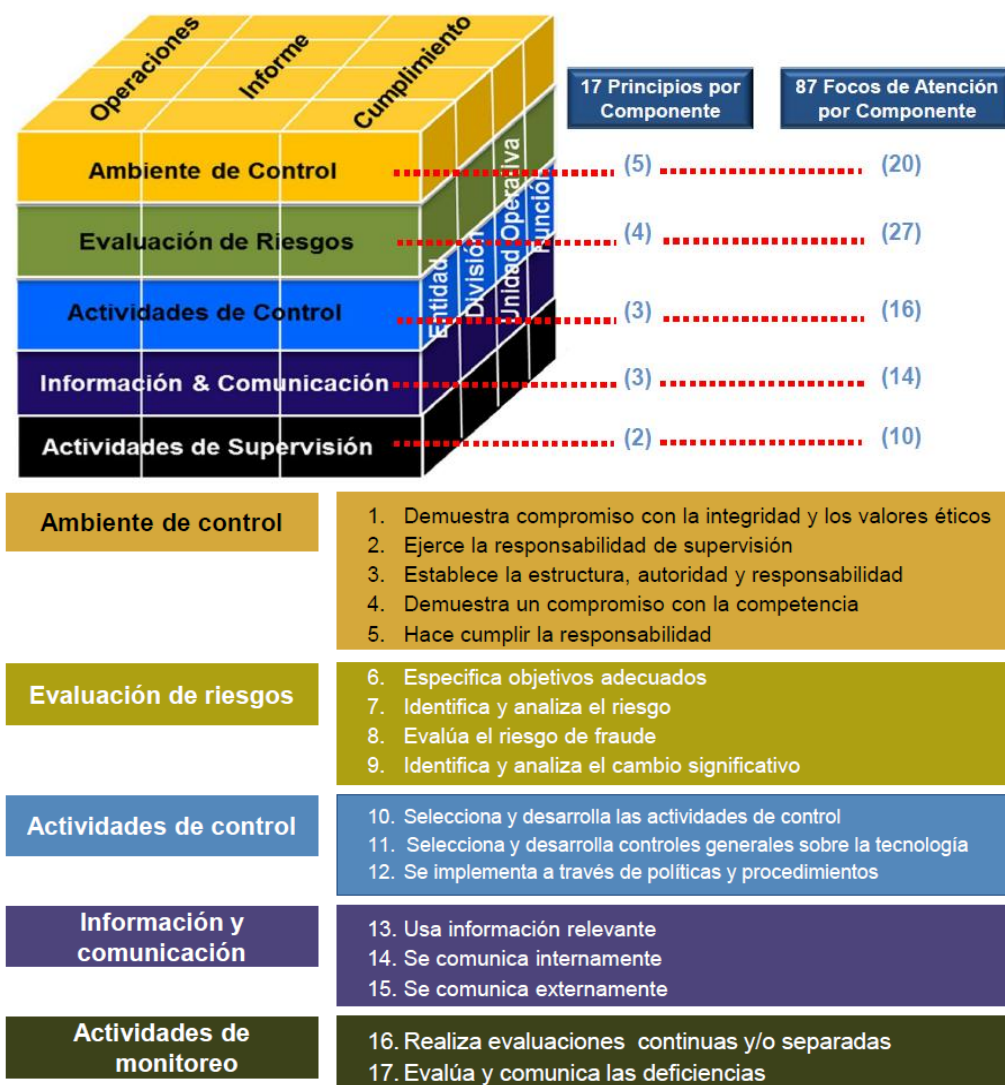 Operaciones
Informe
Cumplimiento
17 Principios por
Componente
87 Focos de Atención
por Componente
Ambiente de Control
(5)
(20)
Evaluación de Riesgos
(4)
(27)
Actividades de Control
(3)
(16)
Información & Comunicación
(3)
(14)
Actividades de Supervisión
(2)
(10)
Entidad
División
Unidad Operativa
Función
Ambiente de control
1. Demuestra compromiso con la integridad y los valores éticos
2. Ejerce la responsabilidad de supervisión
3. Establece la estructura, autoridad y responsabilidad
4. Demuestra un compromiso con la competencia
5. Hace cumplir la responsabilidad
Evaluación de riesgos
6. Especifica objetivos adecuados
7. Identifica y analiza el riesgo
8. Evalúa el riesgo de fraude
9. Identifica y analiza el cambio significativo
Actividades de control
10. Selecciona y desarrolla las actividades de control
11. Selecciona y desarrolla controles generales sobre la tecnología
12. Se implementa a través de políticas y procedimientos
Información y
comunicación
13. Usa información relevante
14. Se comunica internamente
15. Se comunica externamente
Actividades de
monitoreo
16. Realiza evaluaciones continuas y/o separadas
17. Evalúa y comunica las deficiencias